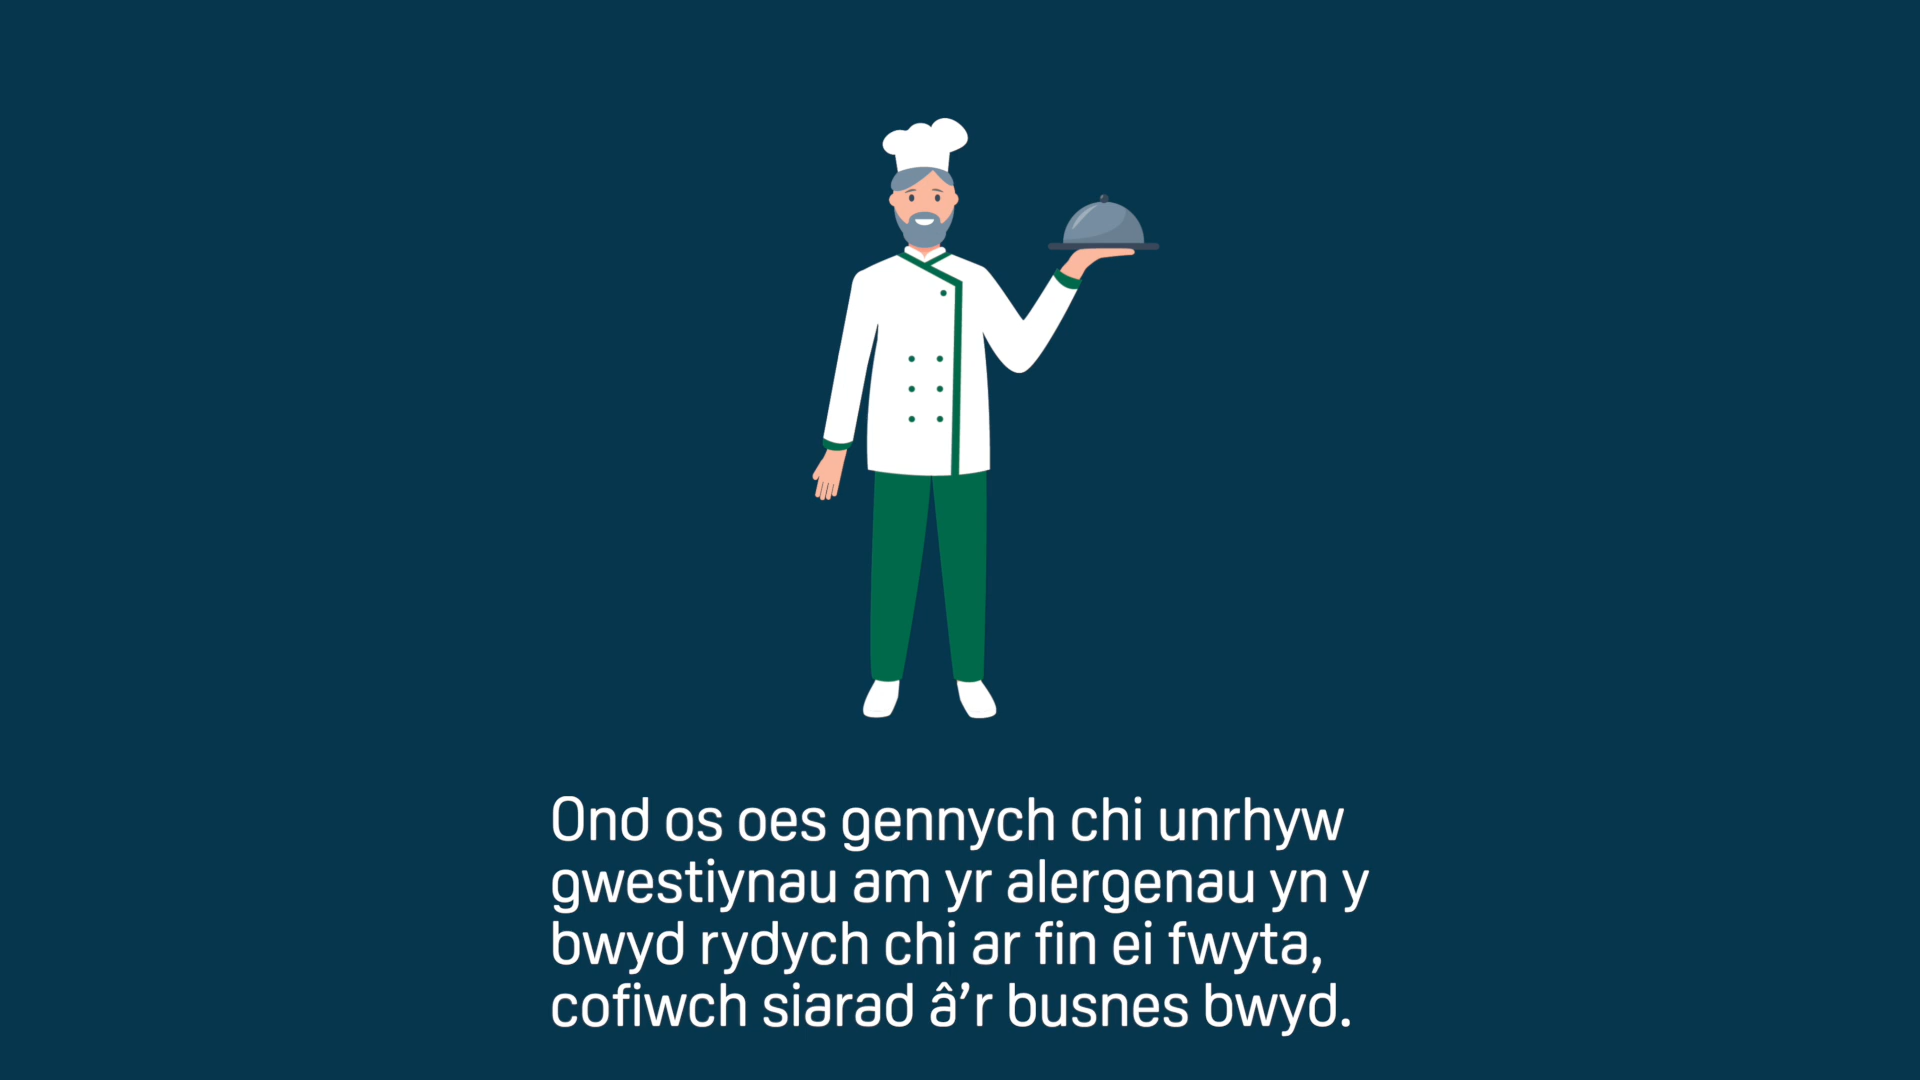 Ond os oes gennych chi unrhyw
gwestiynau am yr alergenau yn y
bwyd rydych chi ar fin ei fwyta,
cofiwch siarad â’r busnes bwyd.